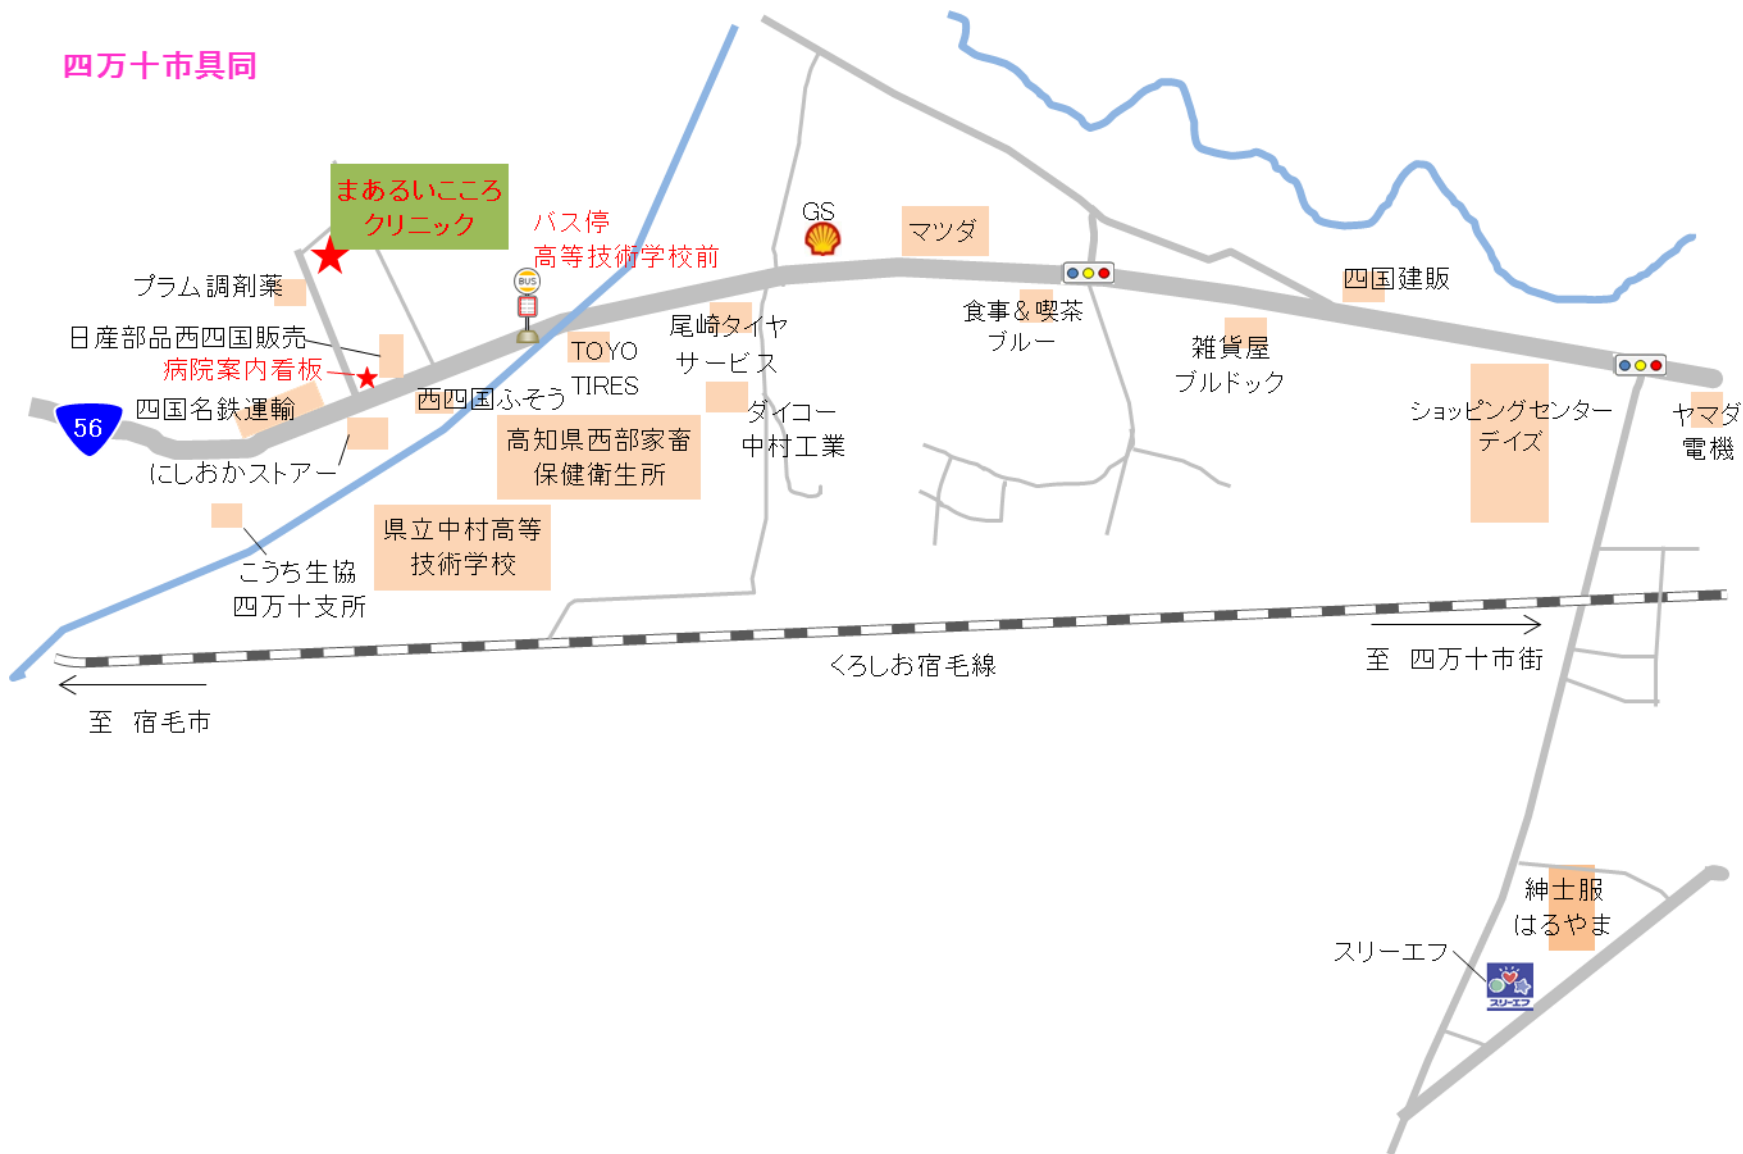 四万十市具同
まあるいこころ
クリニック
バス停
高等技術学校前
BUS
GS
マツダ
プラム調剤薬
日産部品西四国販売
病院案内看板
四国名鉄運輸
56
にしおかストアー
西四国ふそう
TOYO
TIRES
尾崎タイヤ
サービス
ダイコー
中村工業
食事＆喫茶
ブルー
雑貨屋
ブルドック
四国建販
ショッピングセンター
デイズ
ヤマダ
電機
高知県西部家畜
保健衛生所
県立中村高等
技術学校
こうち生協
四万十支所
くろしお宿毛線
至　四万十市街
至　宿毛市
紳士服
はるやま
スリーエフ
スリーエフ